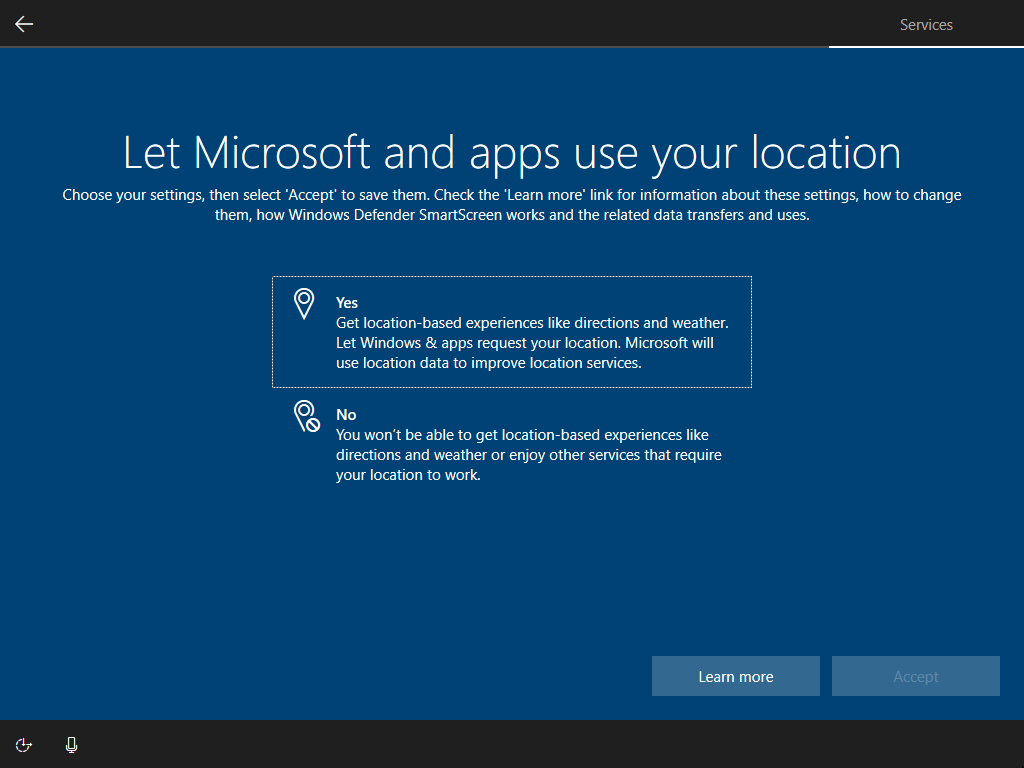 Services
Let Microsoft and apps use your location
Choose your settings, then select 'Accept' to save them. Check the 'Learn more' link for information about these settings, how to change
them, how Windows Defender SmartScreen works and the related data transfers and uses.
Yes
Get location-based experiences like directions and weather.
Let Windows & apps request your location. Microsoft will
use location data to improve location services.
No
You won't be able to get location-based experiences like
directions and weather or enjoy other services that require
your location to work.
Learn more
Accept